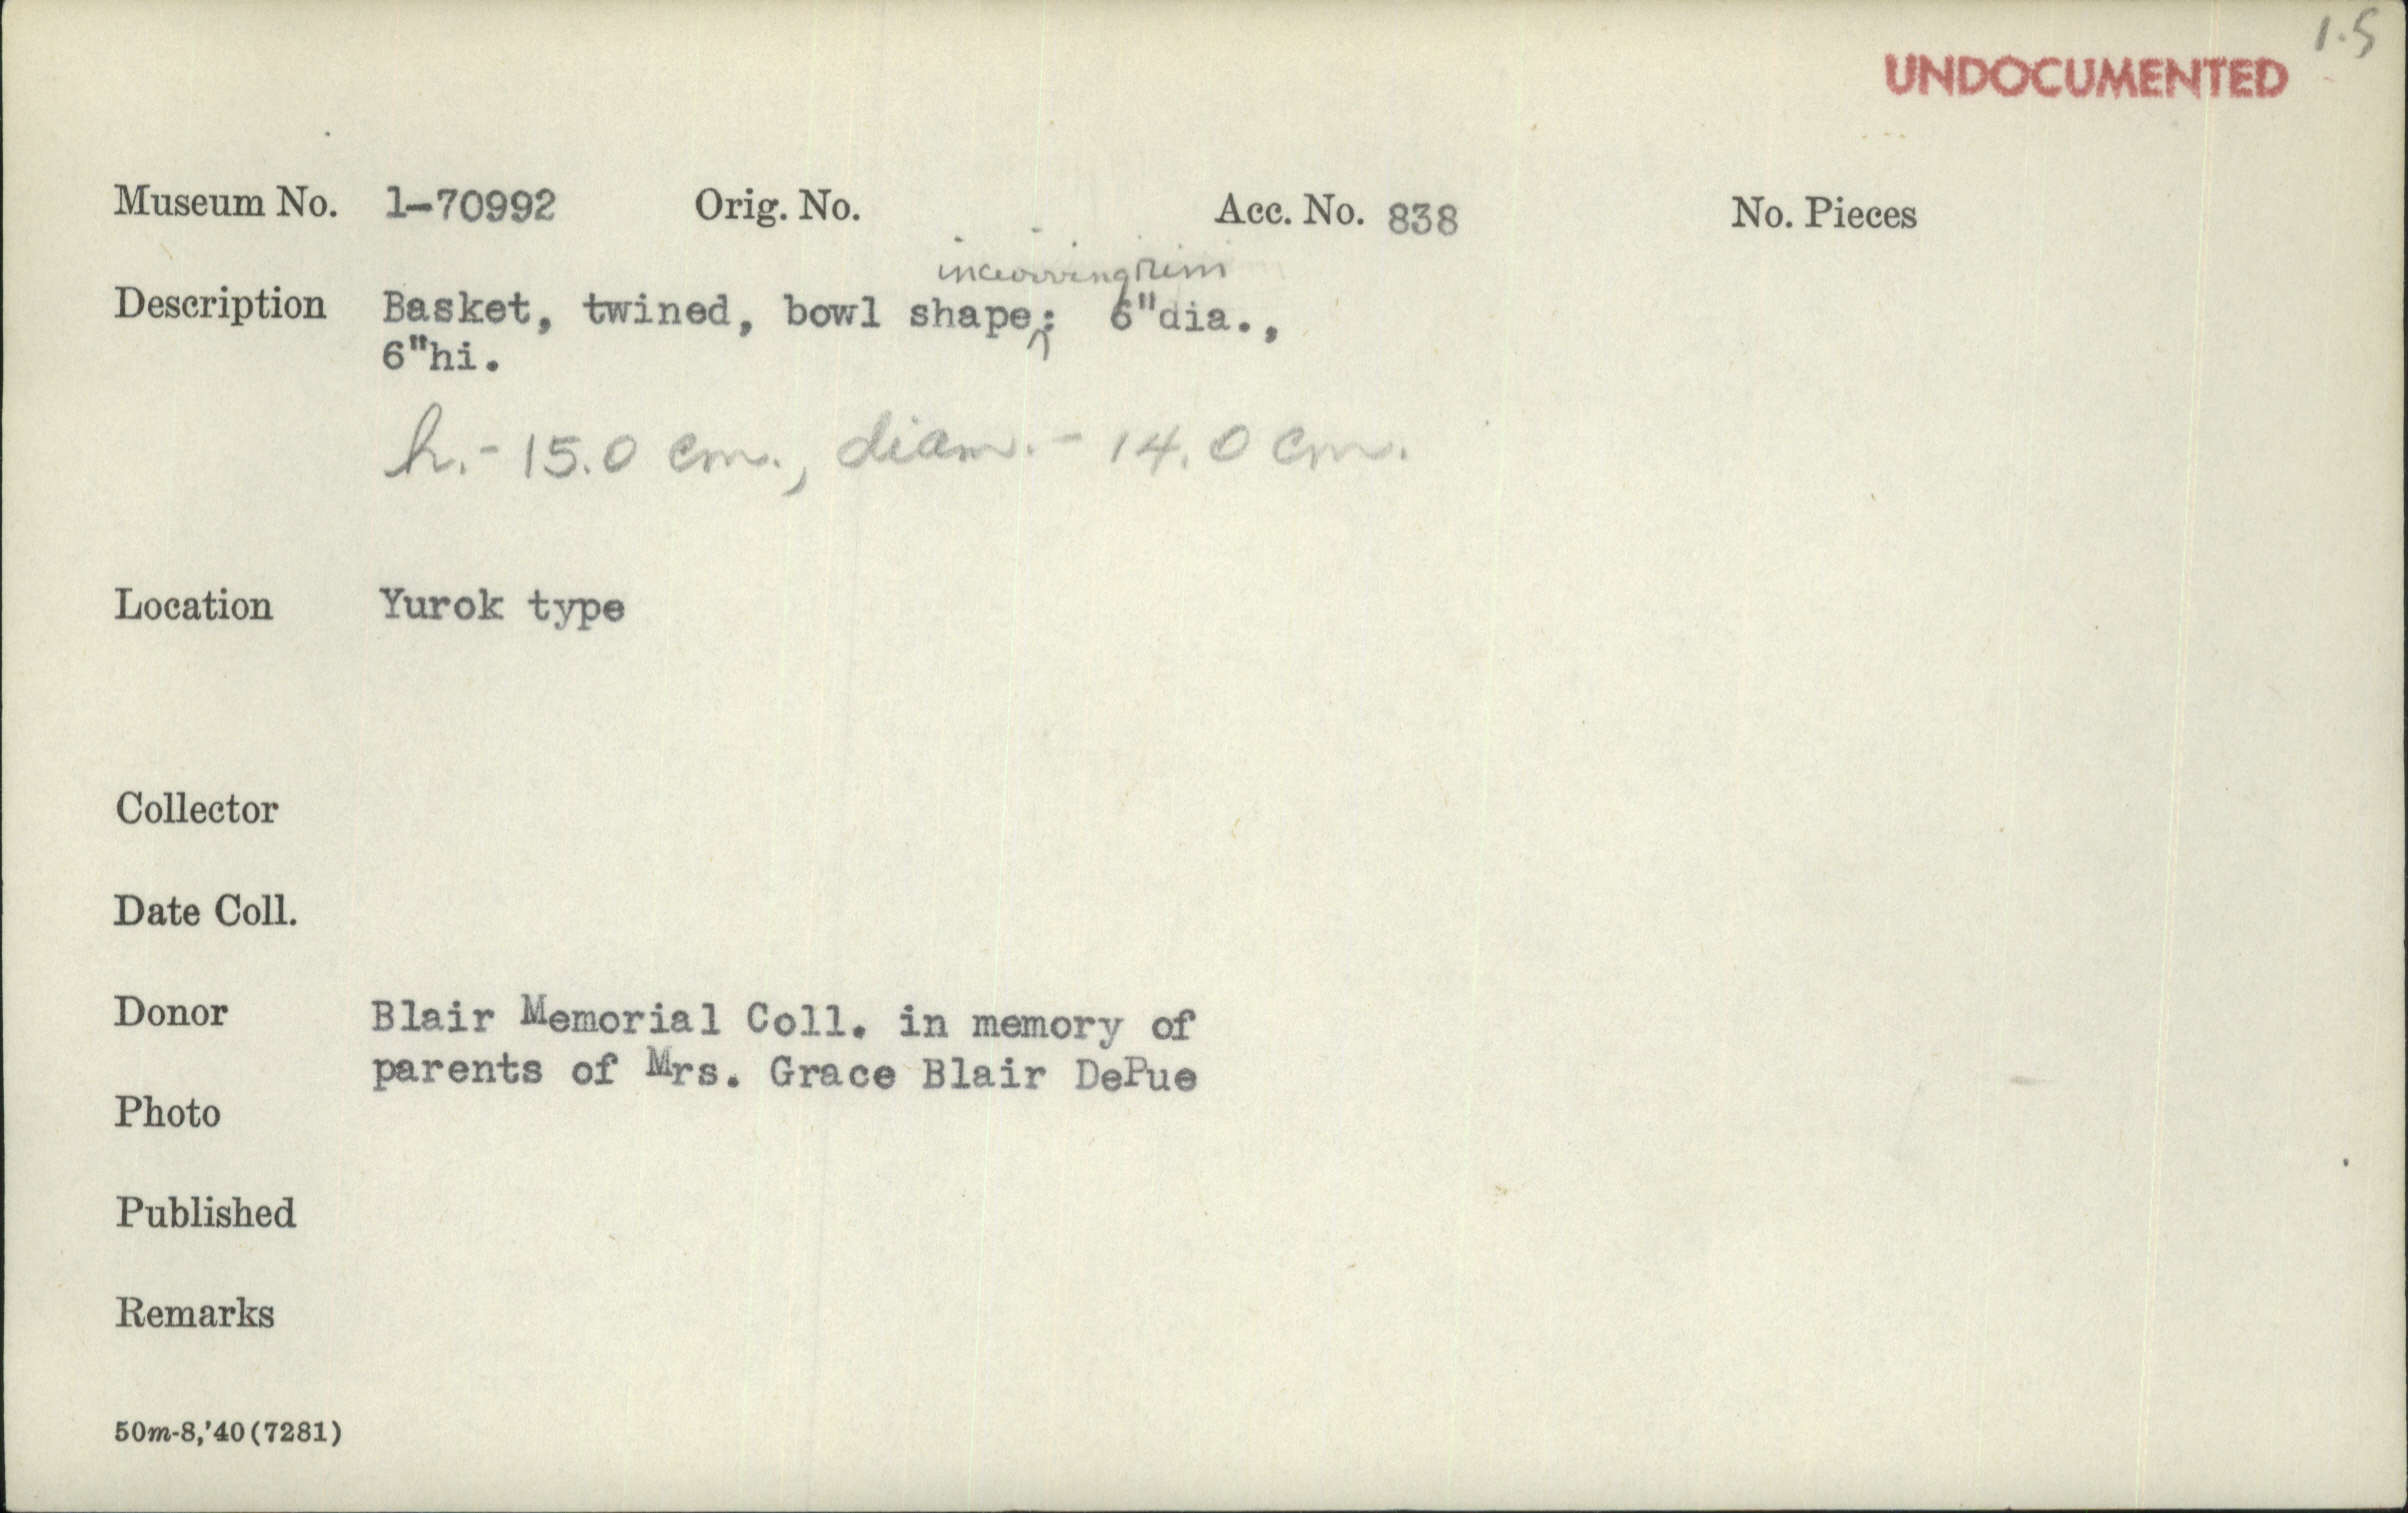 1.5
UNDOCUMENTED
Museum No. 1-70992 Orig. No. Acc. No. 838 No. Pieces
incurving rim
Description Basket, twined, bowl shape; 6"dia.,
6"hi.
h.- 15.0 cm., diam.- 14.0 cm.
Location Yurok type
Collector
Date Coll.
Donor Blair Memorial Coll. in memory of
parents of Mrs. Grace Blair DePue
Photo
Published
Remarks
50m-8,'40(7281)